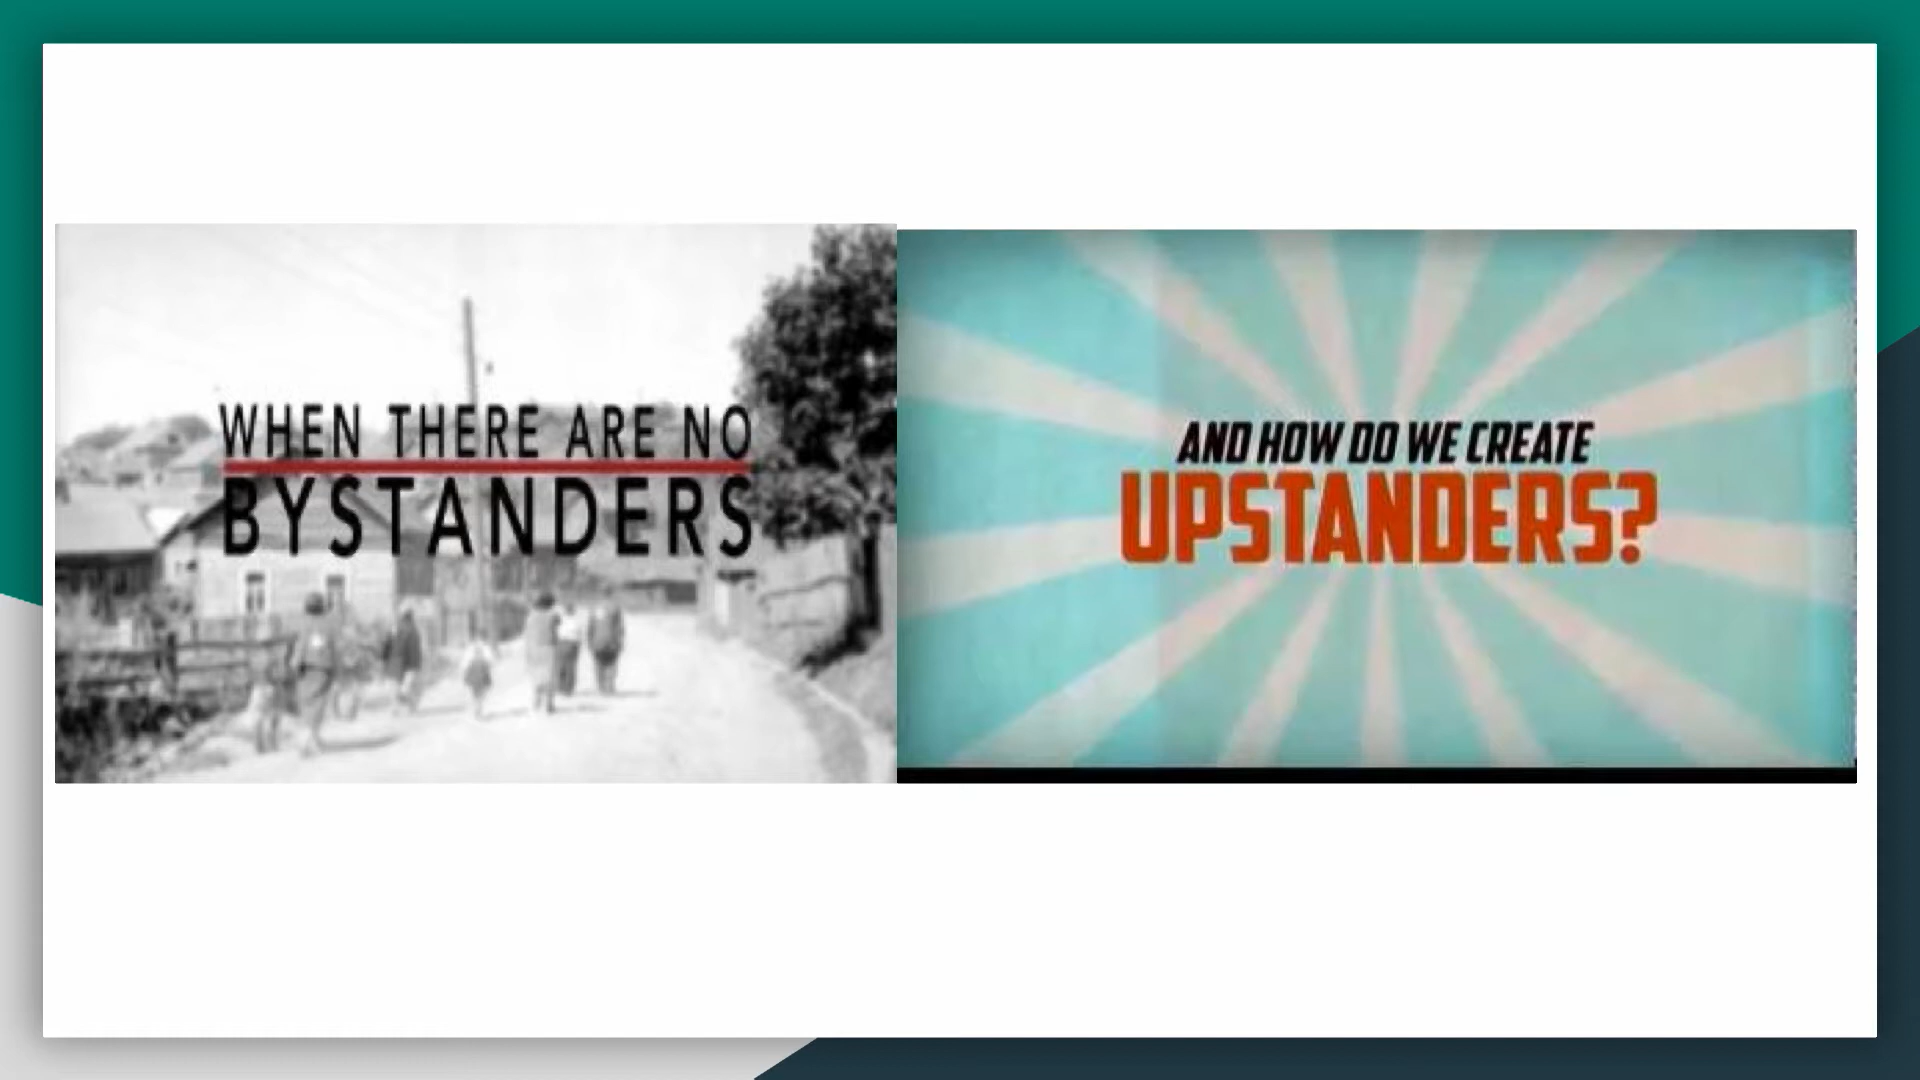 WHEN THERE ARE NO
BYSTANDERS
AND HOW DO WE CREATE
UPSTANDERS?